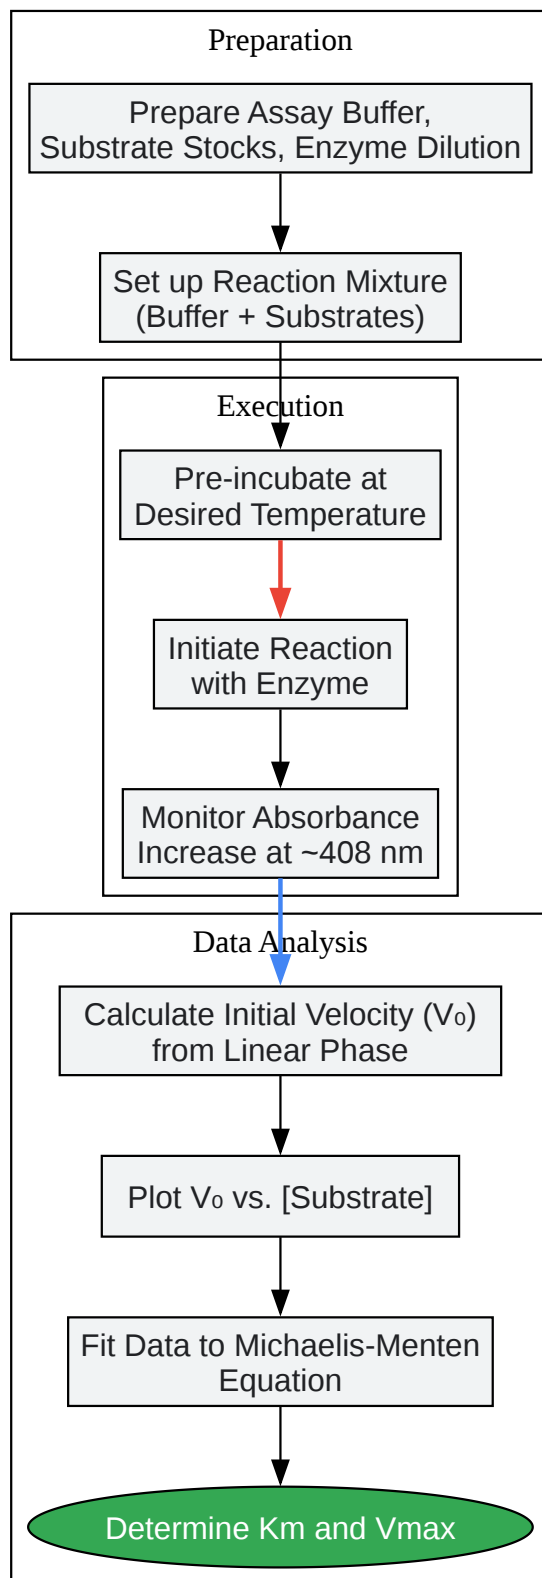 Preparation
Prepare Assay Buffer,
Substrate Stocks, Enzyme Dilution
Set up Reaction Mixture
(Buffer + Substrates)
Execution
Pre-incubate at
Desired Temperature
Initiate Reaction
with Enzyme
Monitor Absorbance
Increase at ~408 nm
Data Analysis
Calculate Initial Velocity (V₀)
from Linear Phase
Plot V₀ vs. [Substrate]
Fit Data to Michaelis-Menten
Equation
Determine Km and Vmax